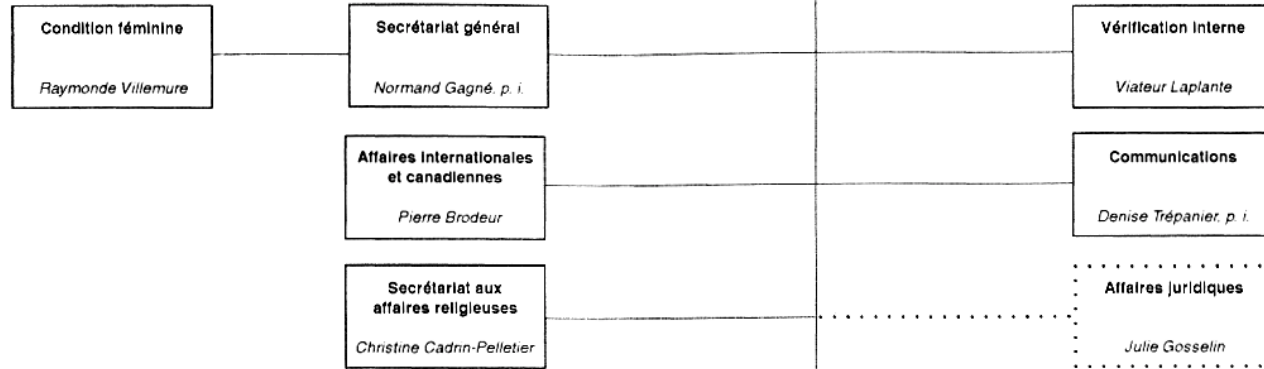 Condition féminine
Raymonde Villemure
Secrétariat général
Normand Gagné, p. i.
Vérification interne
Viateur Laplante
Affaires internationales
et canadiennes
Pierre Brodeur
Communications
Denise Trépanier, p. i.
Secrétariat aux
affaires religieuses
Christine Cadrin-Pelletier
Affaires juridiques
Julie Gosselin